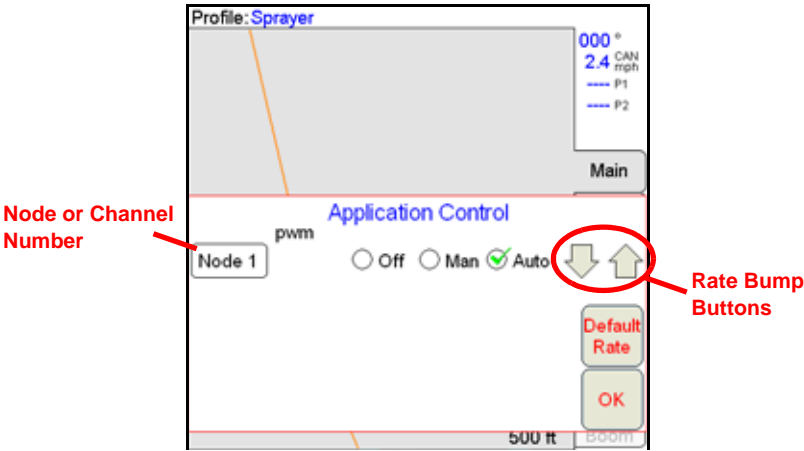 Profile: Sprayer
000 °
2.4 CAN mph
---- P1
---- P2
Main
Application Control
Node or Channel
Number
pwm
Node 1
Off Man Auto
Rate Bump
Buttons
Default
Rate
OK
500 ft
Boom